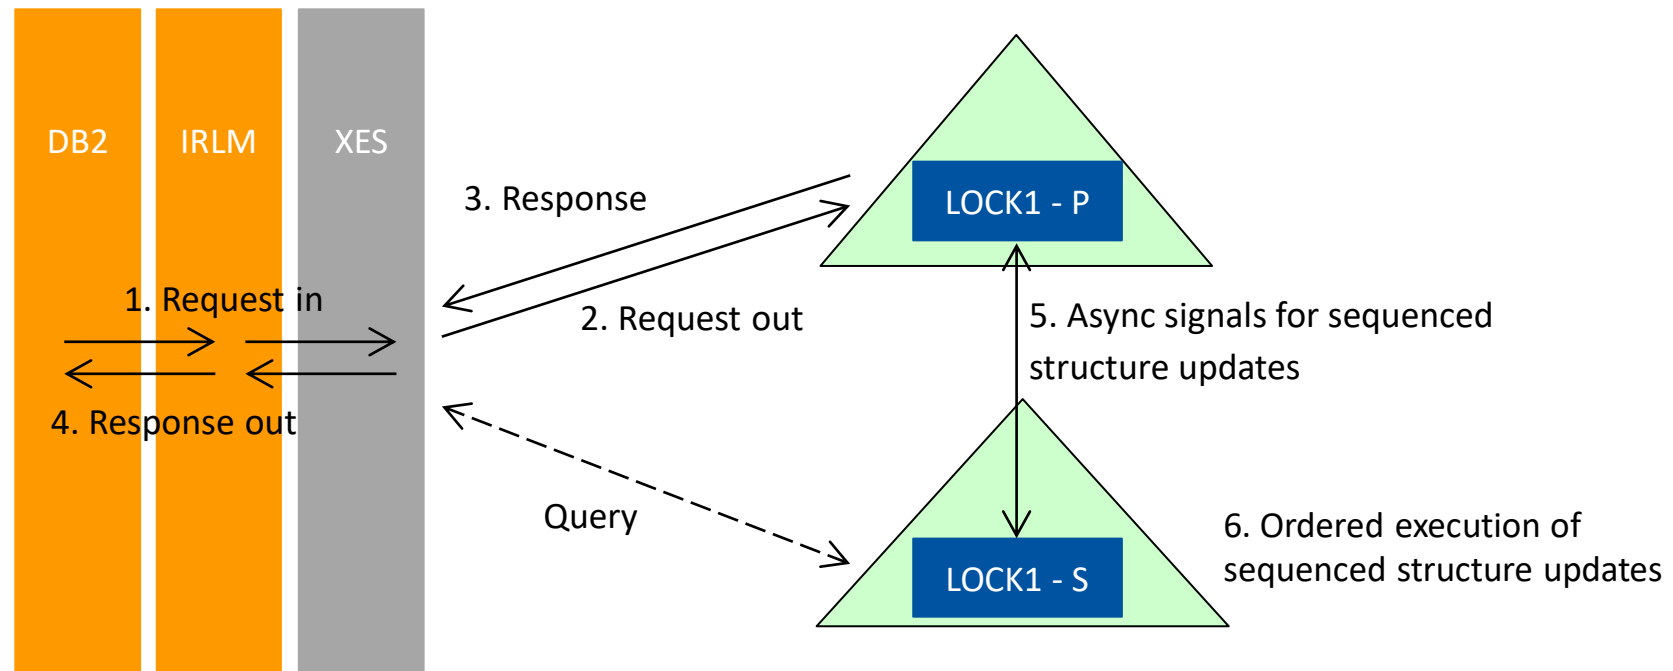 DB2
IRLM
XES
3. Response
LOCK1 - P
1. Request in
2. Request out
5. Async signals for sequenced
structure updates
4. Response out
Query
6. Ordered execution of
sequenced structure updates
LOCK1 - S